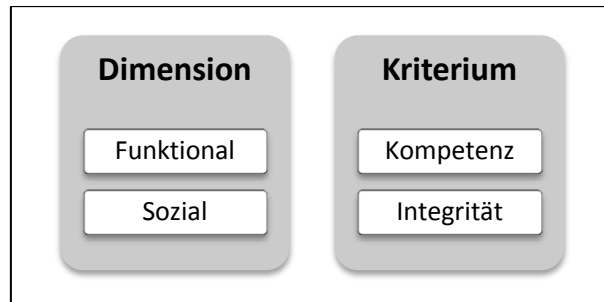 Dimension
Funktional
Sozial
Kriterium
Kompetenz
Integrität